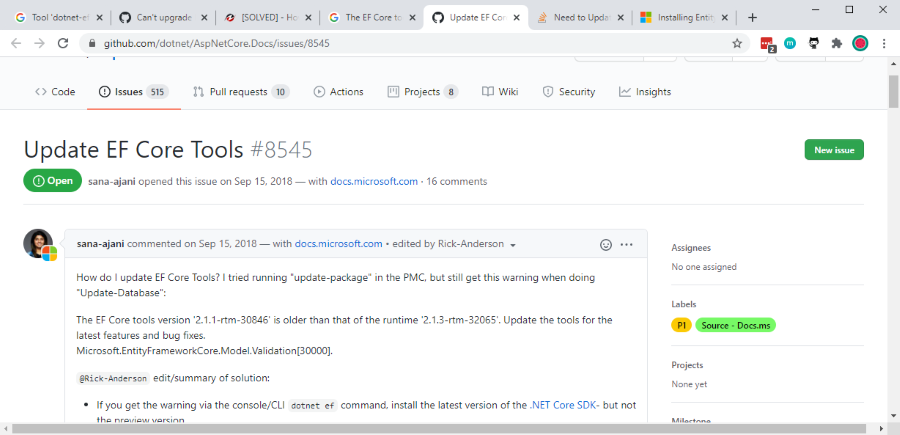 Tool 'dotnet-ef
Can't upgrade
[SOLVED] - Ho
The EF Core to
Update EF Cor
Need to Updat
Installing Entit
github.com/dotnet/AspNetCore.Docs/issues/8545
2
m
Code
Issues 515
Pull requests 10
Actions
Projects 8
Wiki
Security
Insights
Update EF Core Tools #8545
New issue
Open
sana-ajani opened this issue on Sep 15, 2018 — with docs.microsoft.com · 16 comments
sana-ajani commented on Sep 15, 2018 — with docs.microsoft.com • edited by Rick-Anderson
How do I update EF Core Tools? I tried running "update-package" in the PMC, but still get this warning when doing
"Update-Database":
The EF Core tools version '2.1.1-rtm-30846' is older than that of the runtime '2.1.3-rtm-32065'. Update the tools for the
latest features and bug fixes.
Microsoft.EntityFrameworkCore.Model.Validation[30000].
@Rick-Anderson edit/summary of solution:
• If you get the warning via the console/CLI dotnet ef command, install the latest version of the .NET Core SDK- but not
the preview version
Assignees
No one assigned
Labels
P1 Source - Docs.ms
Projects
None yet
Milestone